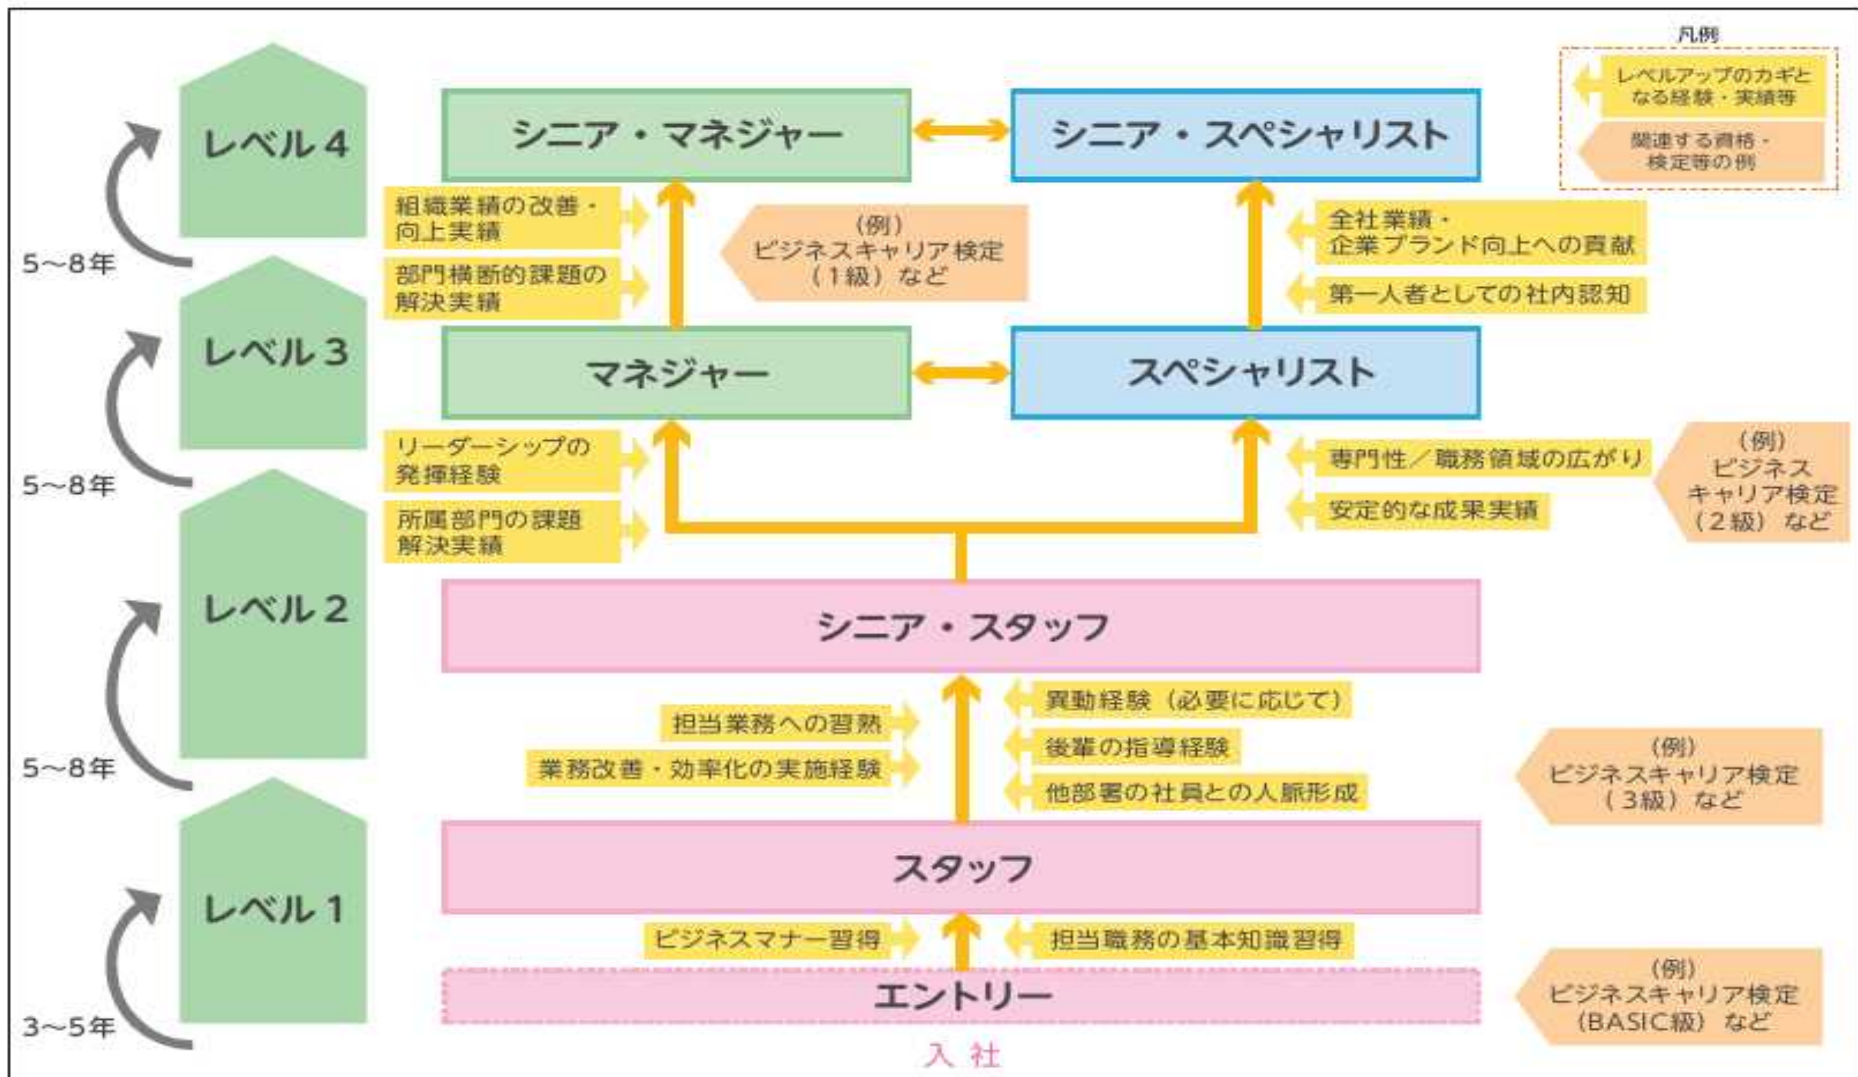 凡例
レベルアップのカギと
なる経験・実績等
関連する資格・
検定等の例
レベル4
シニア・マネジャー
シニア・スペシャリスト
組織業績の改善・
向上実績
部門横断的課題の
解決実績
(例)
ビジネスキャリア検定
(1級)など
全社業績・
企業ブランド向上への貢献
第一人者としての社内認知
5～8年
レベル3
マネジャー
スペシャリスト
リーダーシップの
発揮経験
所属部門の課題
解決実績
専門性／職務領域の広がり
安定的な成果実績
(例)
ビジネス
キャリア検定
(2級)など
5～8年
レベル2
シニア・スタッフ
担当業務への習熟
業務改善・効率化の実施経験
異動経験(必要に応じて)
後輩の指導経験
他部署の社員との人脈形成
(例)
ビジネスキャリア検定
(3級)など
5～8年
レベル1
スタッフ
ビジネスマナー習得
担当職務の基本知識習得
エントリー
(例)
ビジネスキャリア検定
(BASIC級)など
3～5年
入社